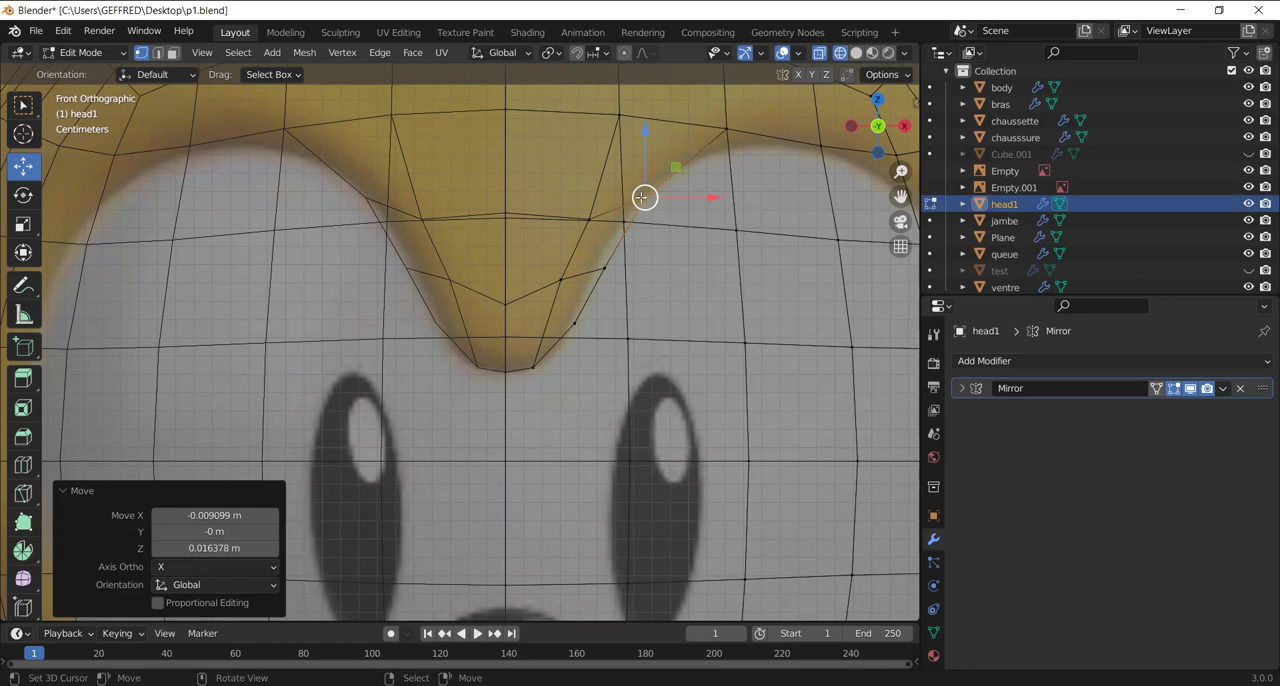 Blender* [C:\Users\GEFFRED\Desktop\p1.blend]
File Edit Render Window Help Layout Modeling Sculpting UV Editing Texture Paint Shading Animation Rendering Compositing Geometry Nodes Scripting Scene ViewLayer
Edit Mode View Select Add Mesh Vertex Edge Face UV Global
Orientation: Default Drag: Select Box X Y Z Options
Front Orthographic
(1) head1
Centimeters
Z
-Y
X
Collection
body
bras
chaussette
chausssure
Cube.001
Empty
Empty.001
head1
jambe
Plane
queue
test
ventre
head1 Mirror
Add Modifier
Mirror
Move
Move X -0.009099 m
Y -0 m
Z 0.016378 m
Axis Ortho X
Orientation Global
Proportional Editing
Playback Keying View Marker 1 Start 1 End 250
1 20 40 60 80 100 120 140 160 180 200 220 240
Set 3D Cursor Move Rotate View Select Move 3.0.0